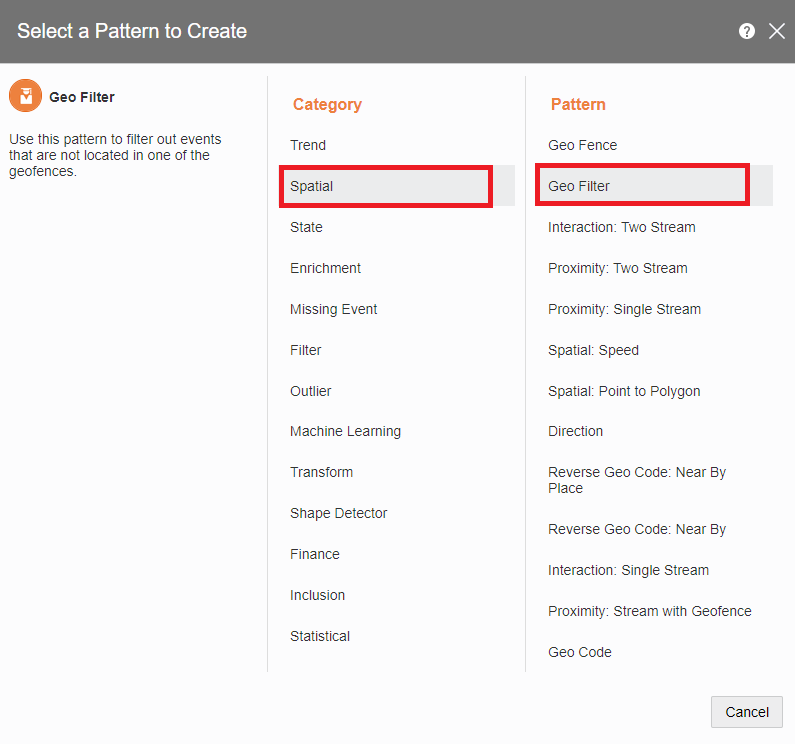 Select a Pattern to Create
?
Geo Filter
Use this pattern to filter out events
that are not located in one of the
geofences.
Category
Trend
Spatial
State
Enrichment
Missing Event
Filter
Outlier
Machine Learning
Transform
Shape Detector
Finance
Inclusion
Statistical
Pattern
Geo Fence
Geo Filter
Interaction: Two Stream
Proximity: Two Stream
Proximity: Single Stream
Spatial: Speed
Spatial: Point to Polygon
Direction
Reverse Geo Code: Near By
Place
Reverse Geo Code: Near By
Interaction: Single Stream
Proximity: Stream with Geofence
Geo Code
Cancel